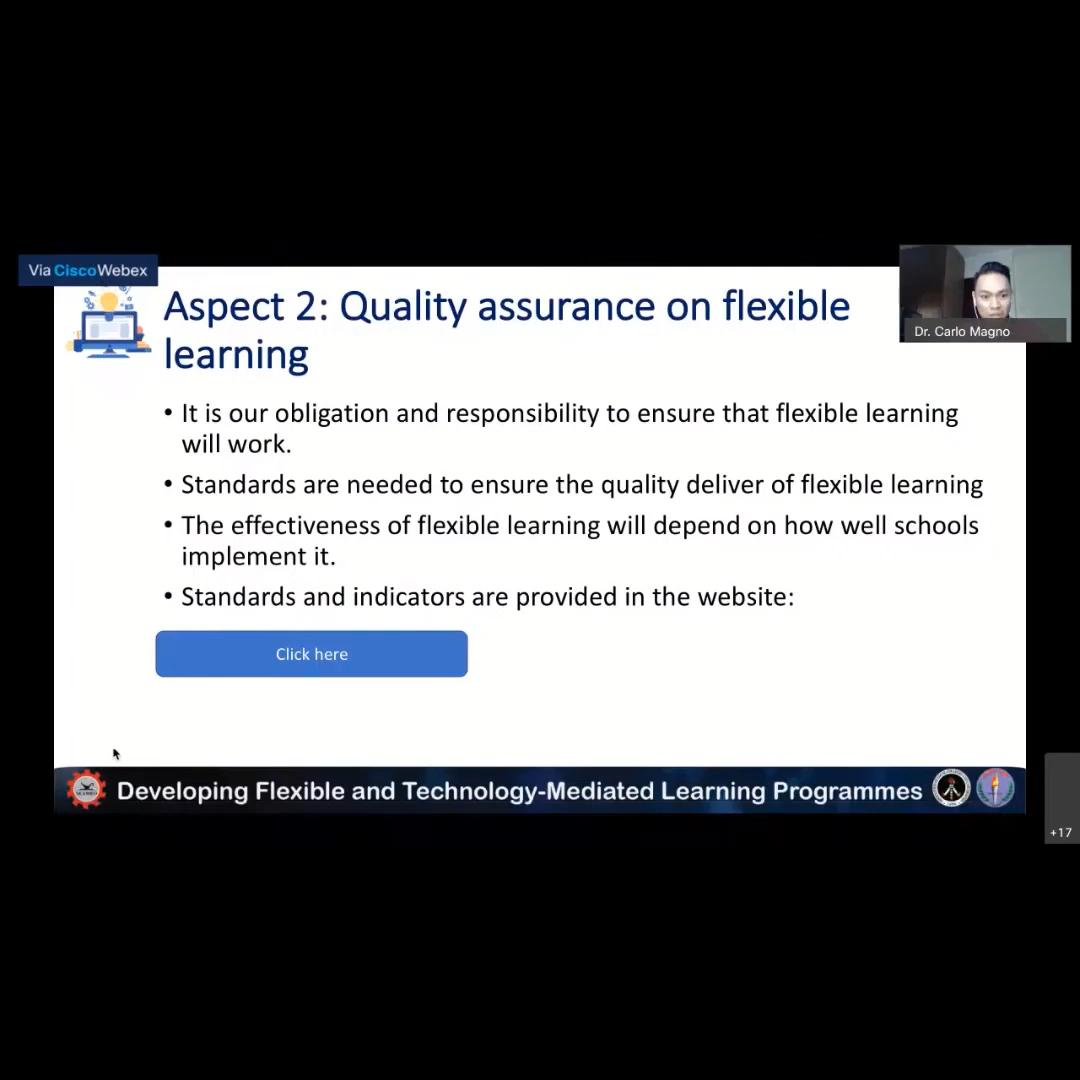 Via Cisco Webex
Aspect 2: Quality assurance on flexible
learning
Dr. Carlo Magno
• It is our obligation and responsibility to ensure that flexible learning
will work.
• Standards are needed to ensure the quality deliver of flexible learning
• The effectiveness of flexible learning will depend on how well schools
implement it.
• Standards and indicators are provided in the website:
Click here
Developing Flexible and Technology-Mediated Learning Programmes
+17